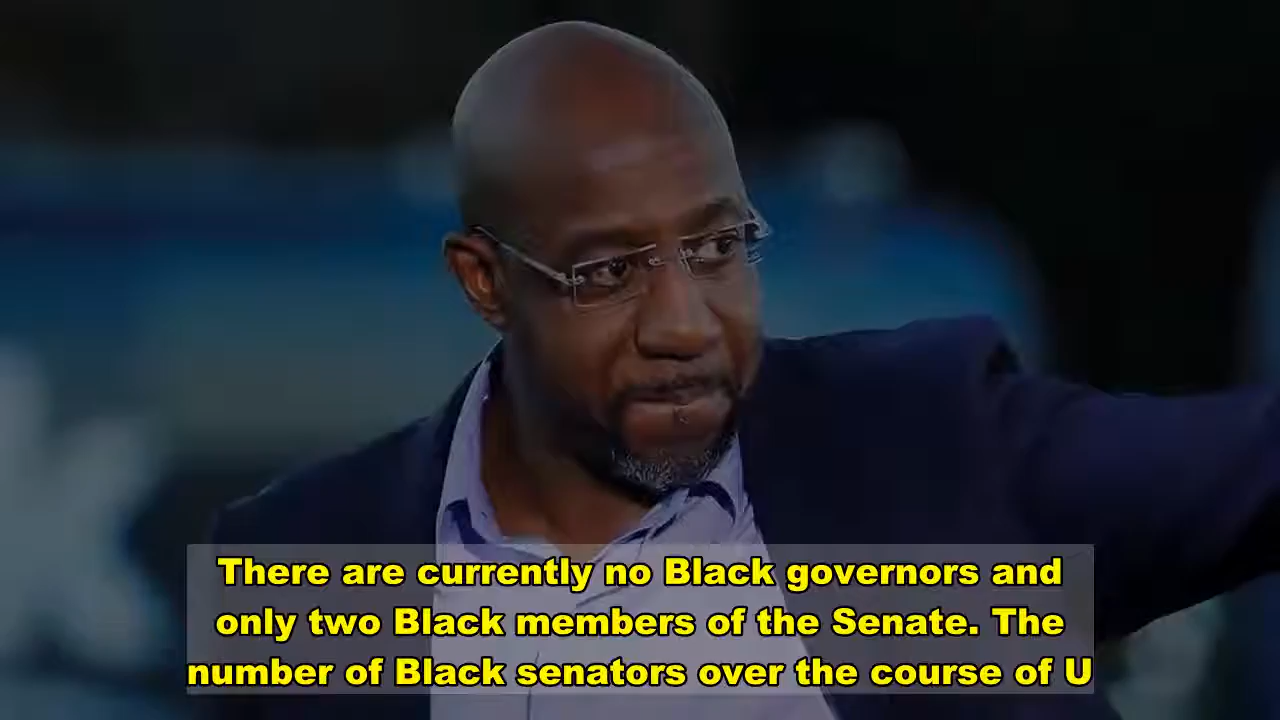 There are currently no Black governors and
only two Black members of the Senate. The
number of Black senators over the course of U